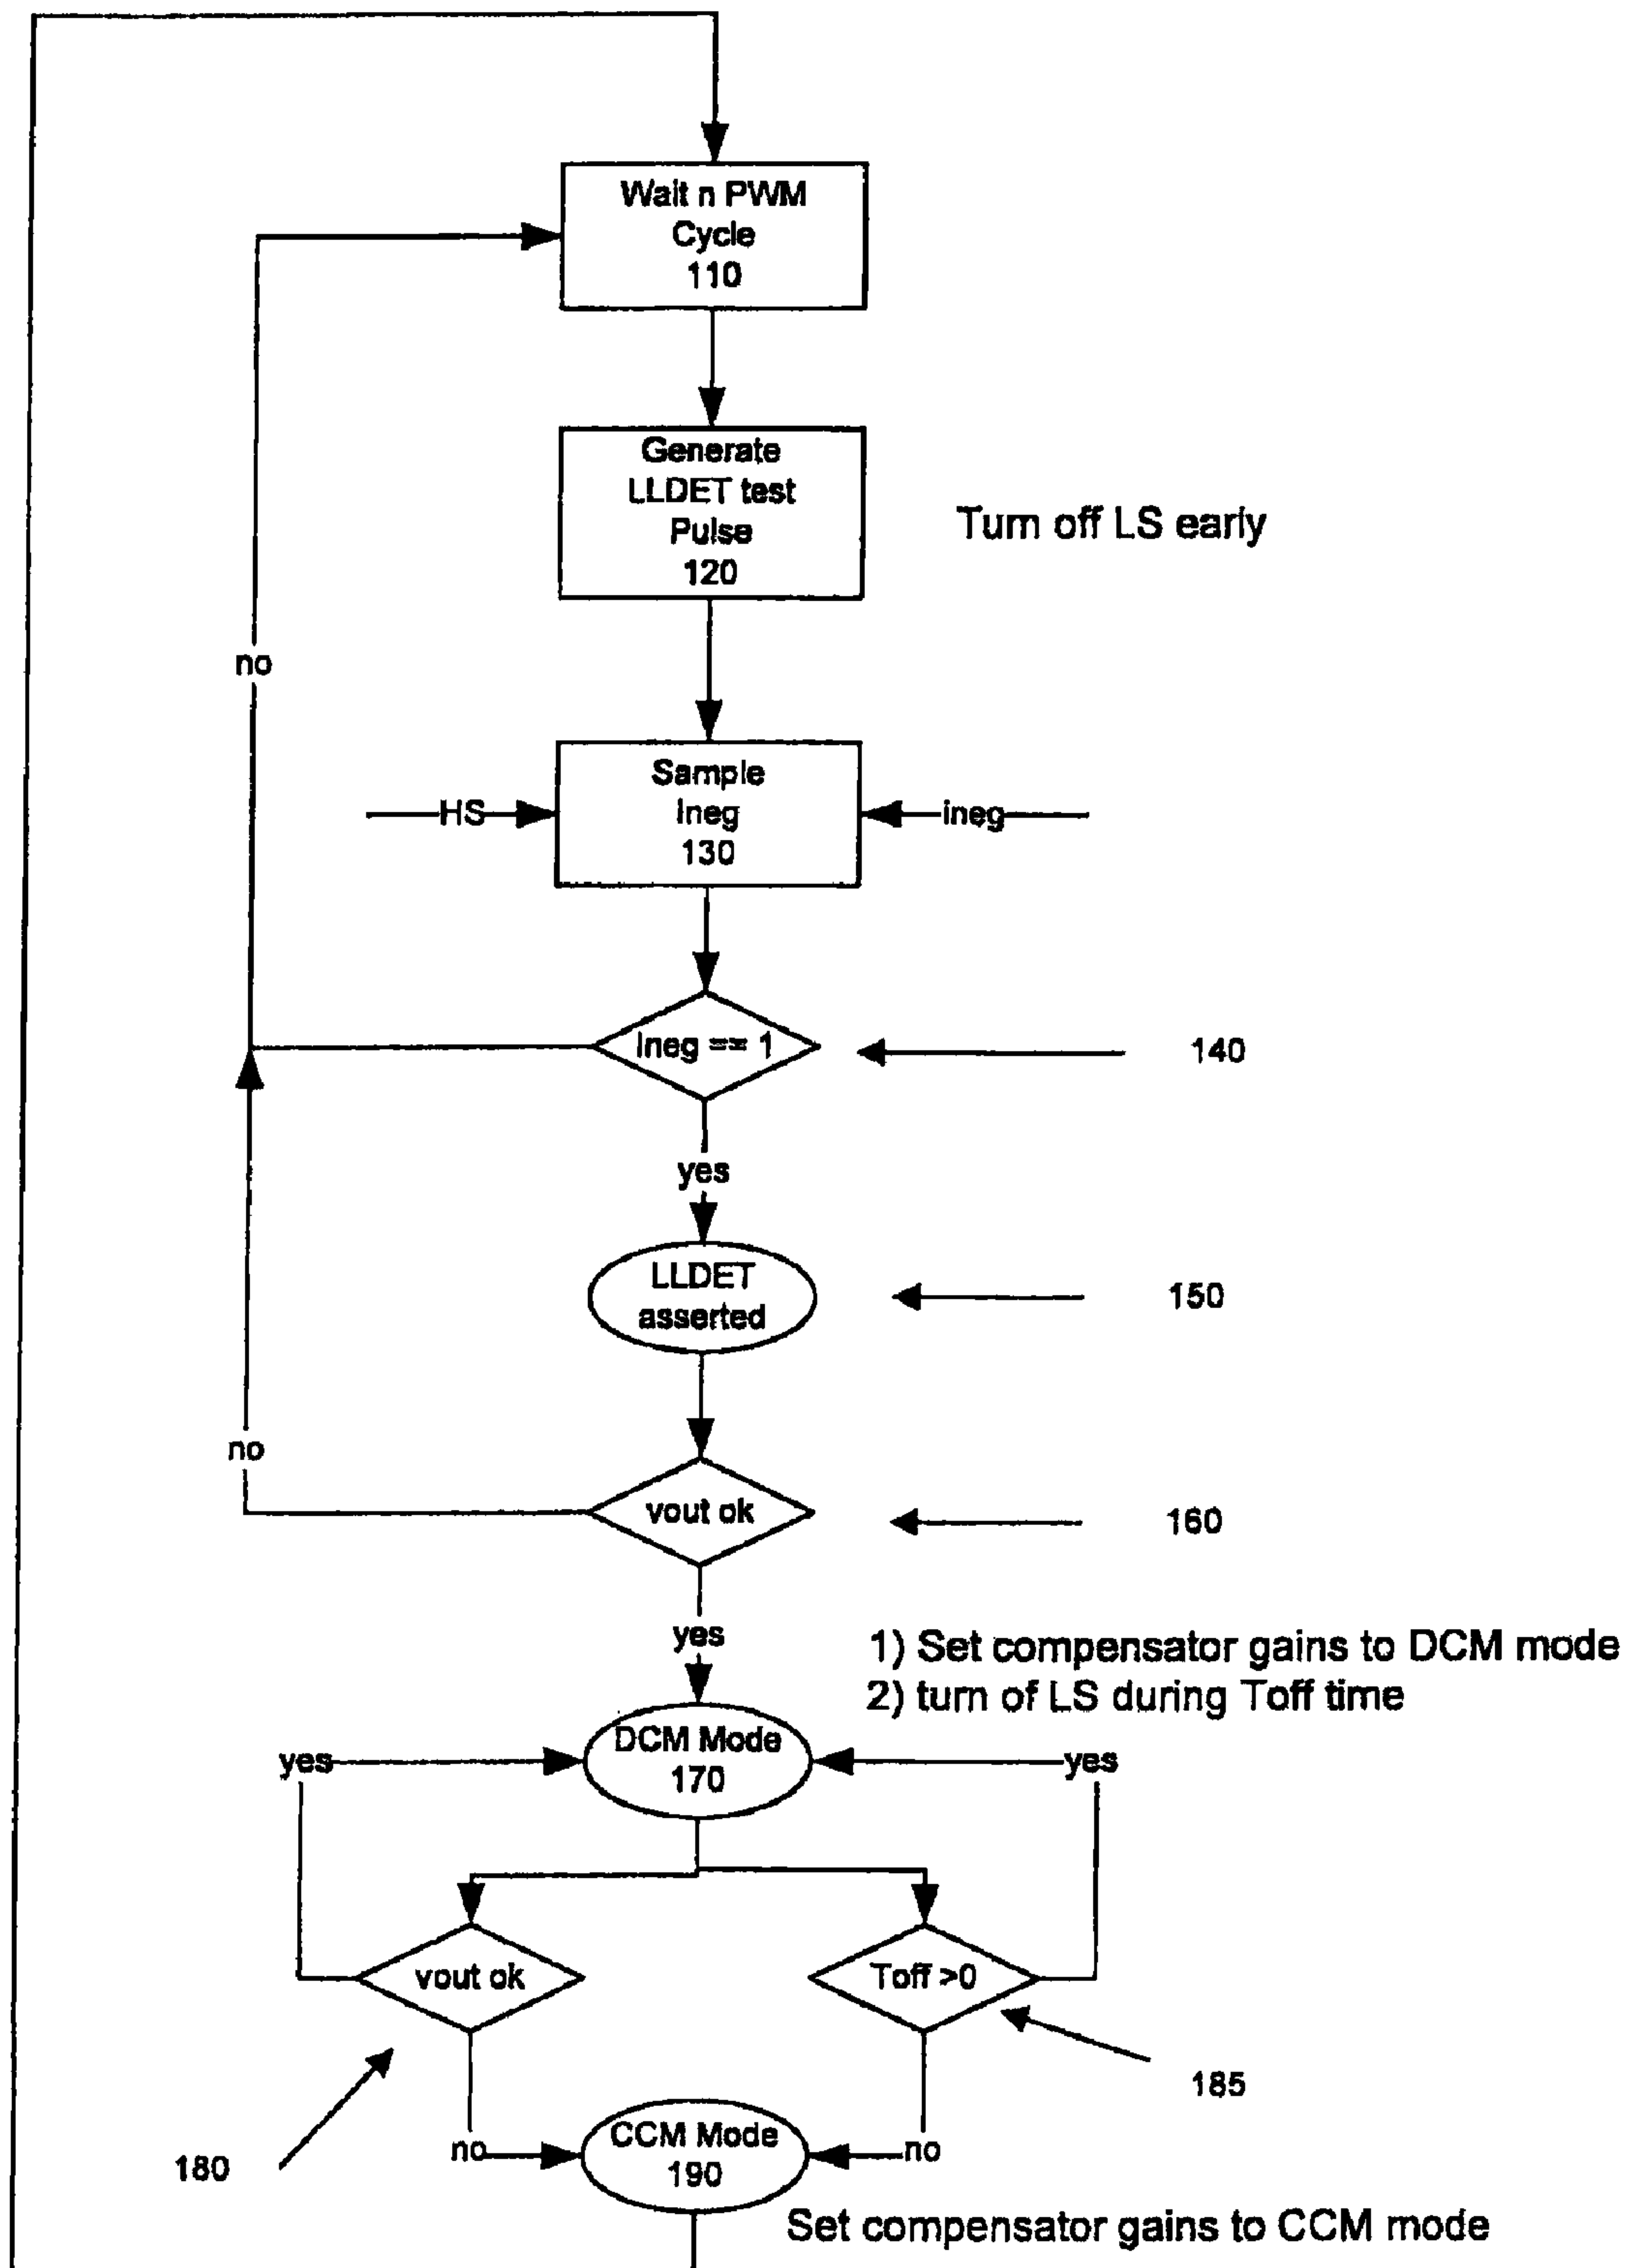 Wait n PWM
Cycle
110
Generate
LLDET test
Pulse
120
Turn off LS early
no
Sample
Ineg
130
HS
ineg
Ineg == 1
140
yes
LLDET
asserted
150
no
vout ok
160
yes
1) Set compensator gains to DCM mode
2) turn of LS during Toff time
DCM Mode
170
yes
yes
vout ok
Toff >0
185
180
no
CCM Mode
190
no
Set compensator gains to CCM mode